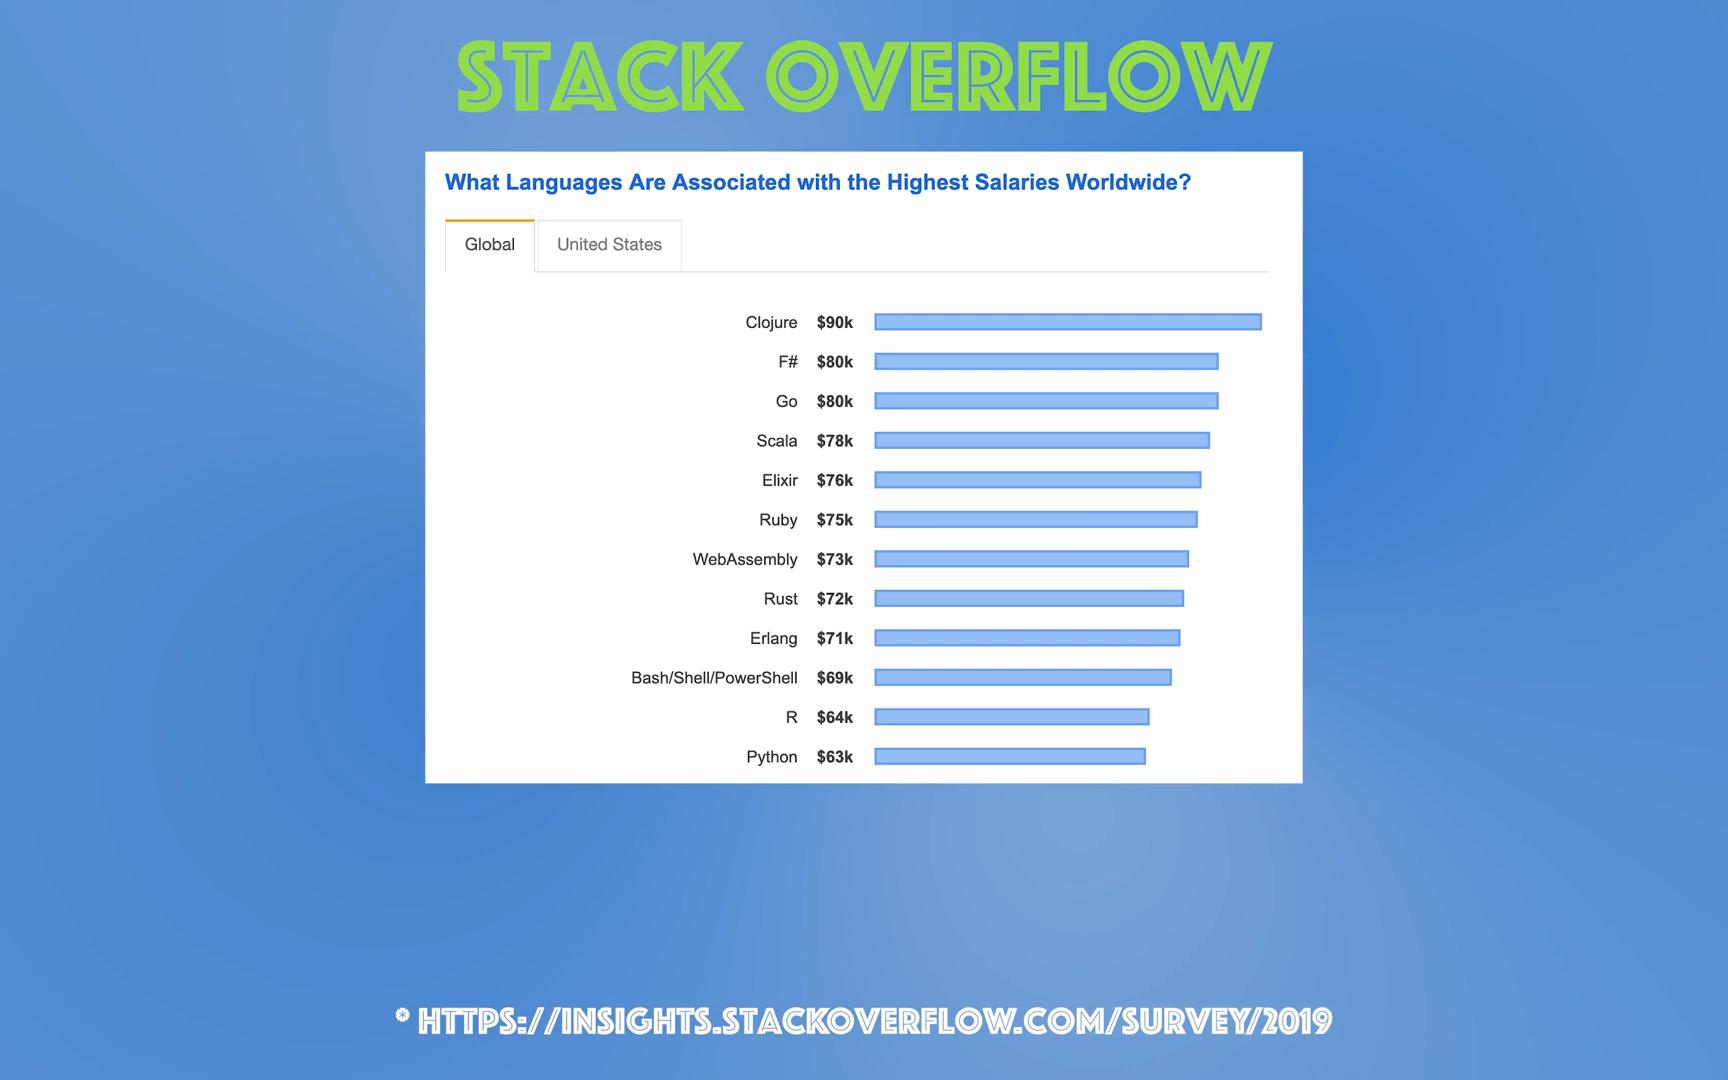 STACK OVERFLOW
What Languages Are Associated with the Highest Salaries Worldwide?
Global United States
Clojure $90k
F# $80k
Go $80k
Scala $78k
Elixir $76k
Ruby $75k
WebAssembly $73k
Rust $72k
Erlang $71k
Bash/Shell/PowerShell $69k
R $64k
Python $63k
* HTTPS://INSIGHTS.STACKOVERFLOW.COM/SURVEY/2019